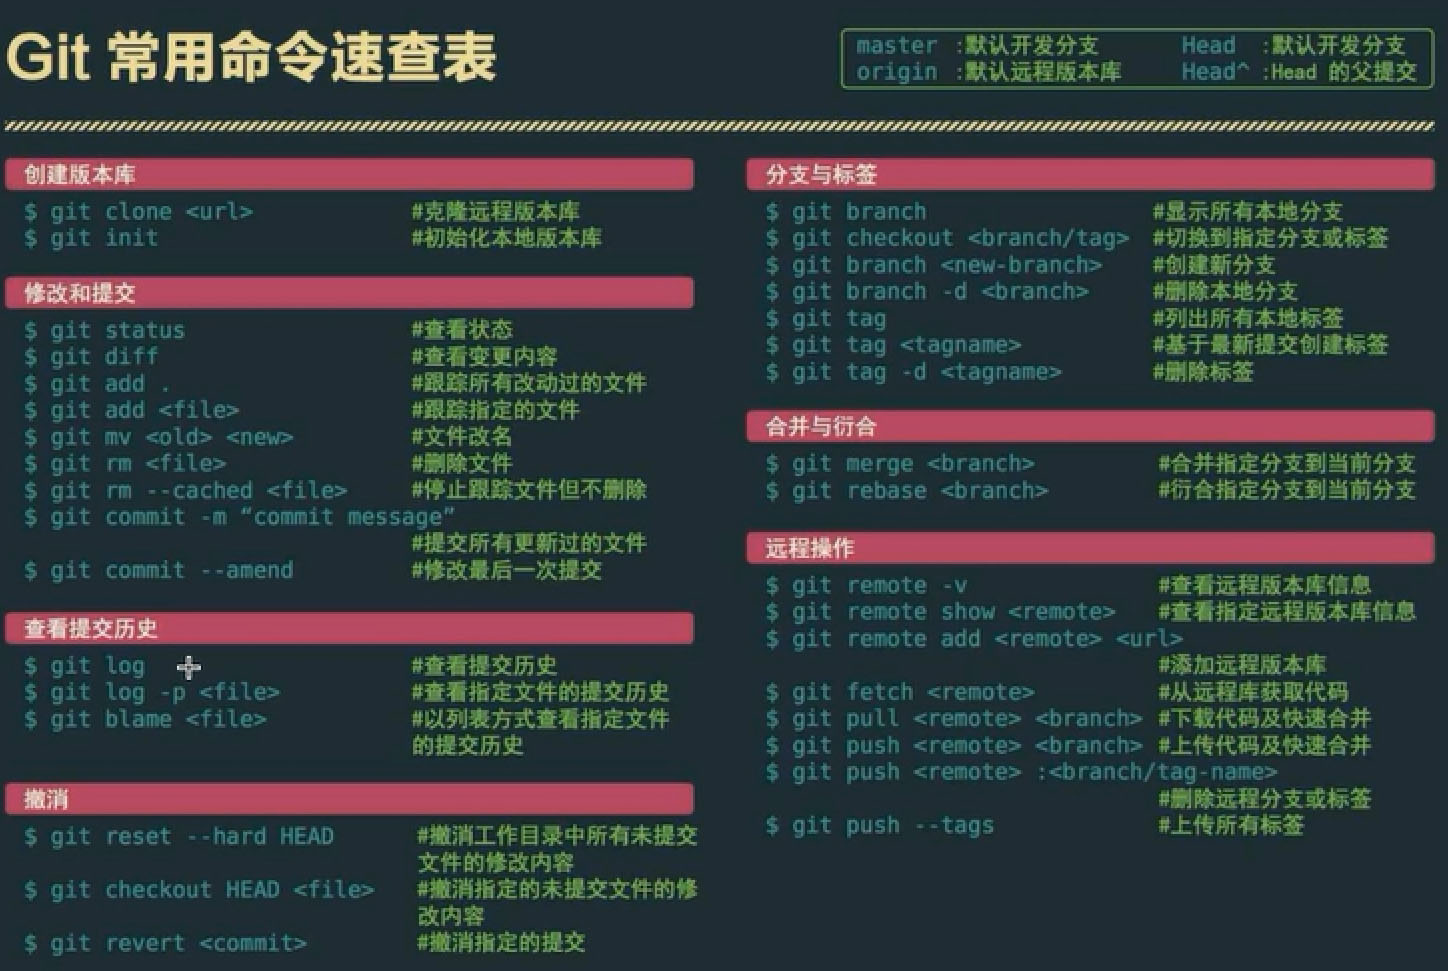 Git 常用命令速查表
master :默认开发分支 Head :默认开发分支
origin :默认远程版本库 Head^ :Head 的父提交
创建版本库
$ git clone <url> #克隆远程版本库
$ git init #初始化本地版本库
修改和提交
$ git status #查看状态
$ git diff #查看变更内容
$ git add . #跟踪所有改动过的文件
$ git add <file> #跟踪指定的文件
$ git mv <old> <new> #文件改名
$ git rm <file> #删除文件
$ git rm --cached <file> #停止跟踪文件但不删除
$ git commit -m “commit message”
#提交所有更新过的文件
$ git commit --amend #修改最后一次提交
查看提交历史
$ git log #查看提交历史
$ git log -p <file> #查看指定文件的提交历史
$ git blame <file> #以列表方式查看指定文件
的提交历史
撤消
$ git reset --hard HEAD #撤消工作目录中所有未提交
文件的修改内容
$ git checkout HEAD <file> #撤消指定的未提交文件的修
改内容
$ git revert <commit> #撤消指定的提交
分支与标签
$ git branch #显示所有本地分支
$ git checkout <branch/tag> #切换到指定分支或标签
$ git branch <new-branch> #创建新分支
$ git branch -d <branch> #删除本地分支
$ git tag #列出所有本地标签
$ git tag <tagname> #基于最新提交创建标签
$ git tag -d <tagname> #删除标签
合并与衍合
$ git merge <branch> #合并指定分支到当前分支
$ git rebase <branch> #衍合指定分支到当前分支
远程操作
$ git remote -v #查看远程版本库信息
$ git remote show <remote> #查看指定远程版本库信息
$ git remote add <remote> <url>
#添加远程版本库
$ git fetch <remote> #从远程库获取代码
$ git pull <remote> <branch> #下载代码及快速合并
$ git push <remote> <branch> #上传代码及快速合并
$ git push <remote> :<branch/tag-name>
#删除远程分支或标签
$ git push --tags #上传所有标签